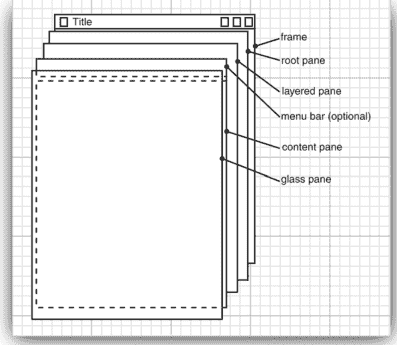 Title
frame
root pane
layered pane
menu bar (optional)
content pane
glass pane